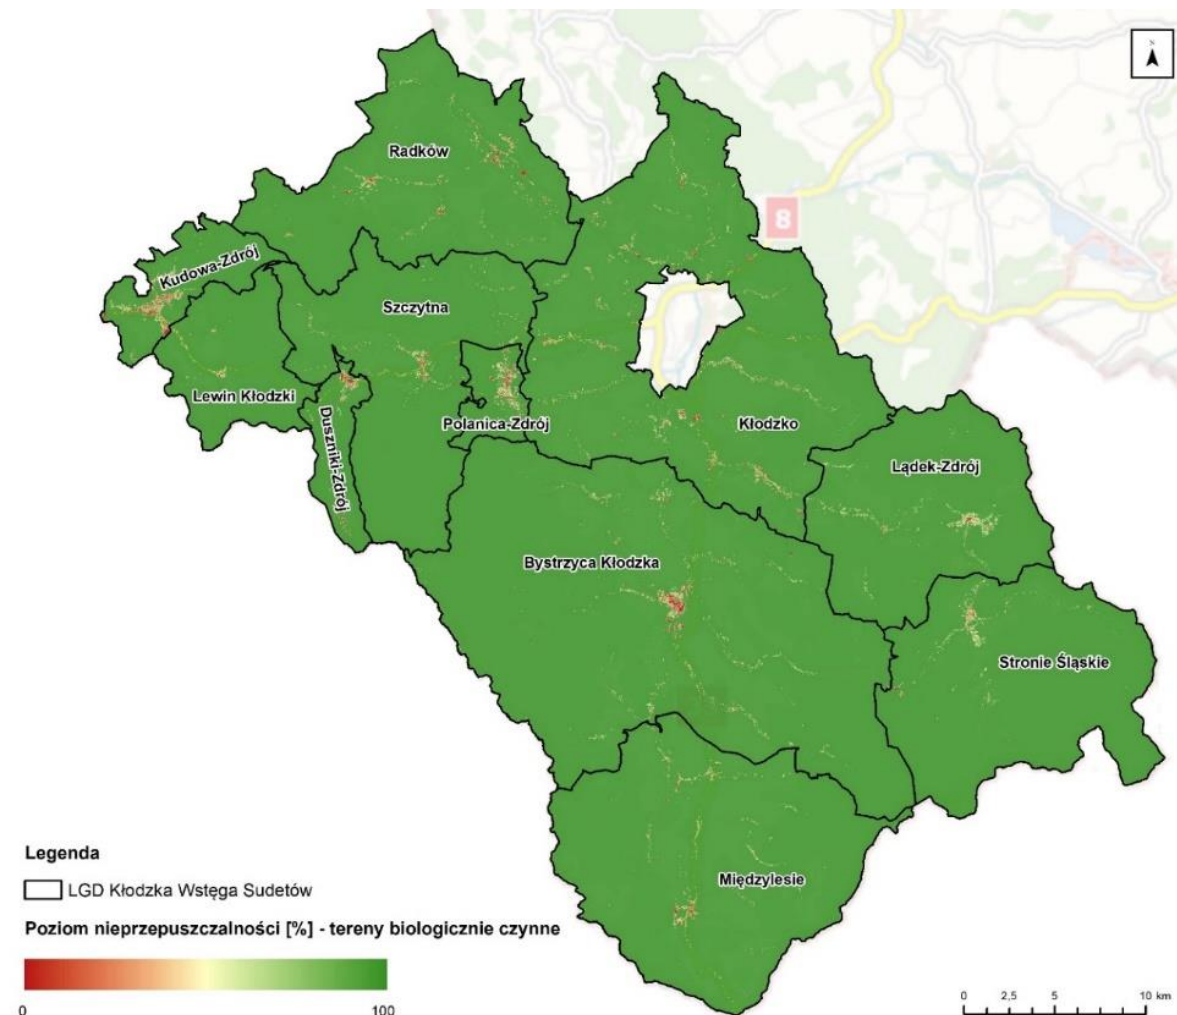 N
Radków
8
Kudowa-Zdrój
Szczytna
Lewin Kłodzki
Duszniki-Zdrój
Polanica-Zdrój
Kłodzko
Lądek-Zdrój
Bystrzyca Kłodzka
Stronie Śląskie
Międzylesie
Legenda
LGD Kłodzka Wstęga Sudetów
Poziom nieprzepuszczalności [%] - tereny biologicznie czynne
0 100
0 2,5 5 10 km